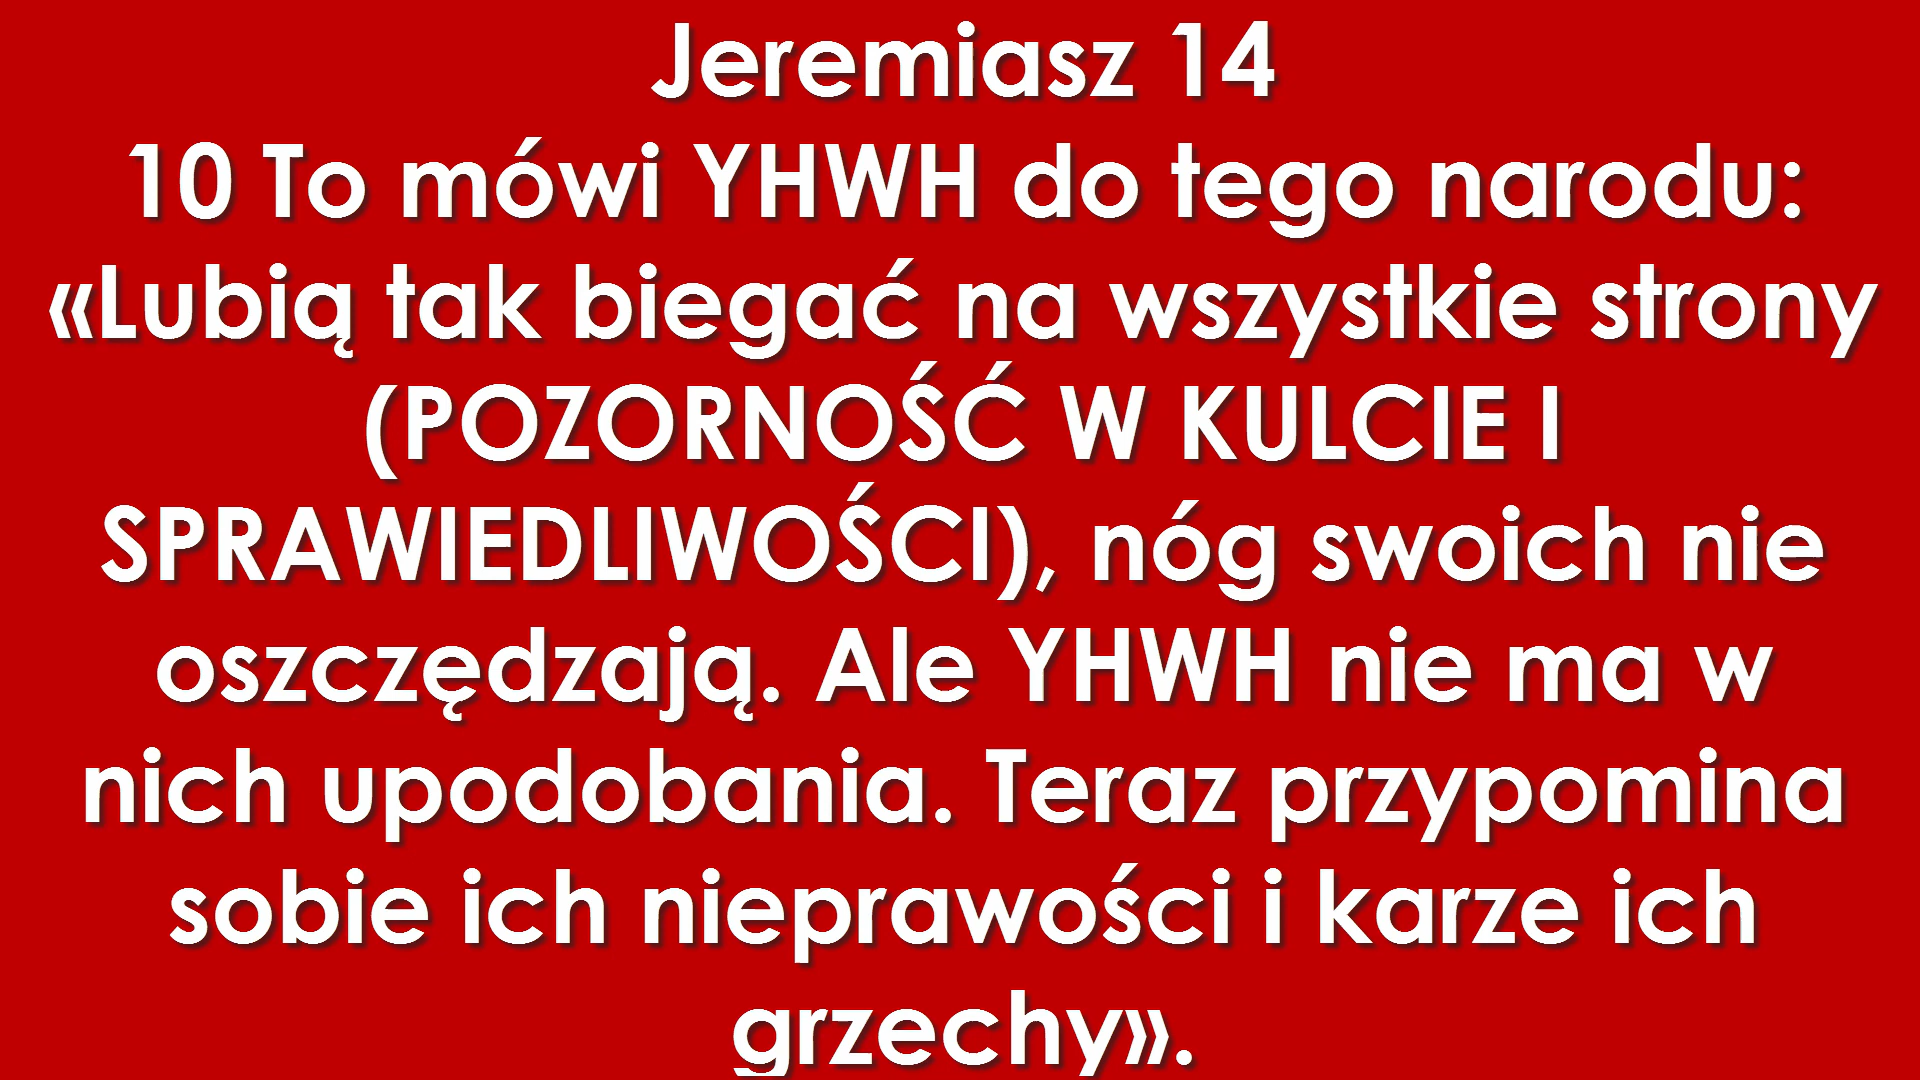 Jeremiasz 14
10 To mówi YHWH do tego narodu:
«Lubią tak biegać na wszystkie strony
(POZORNOŚĆ W KULCIE I
SPRAWIEDLIWOŚCI), nóg swoich nie
oszczędzają. Ale YHWH nie ma w
nich upodobania. Teraz przypomina
sobie ich nieprawości i karze ich
grzechy».